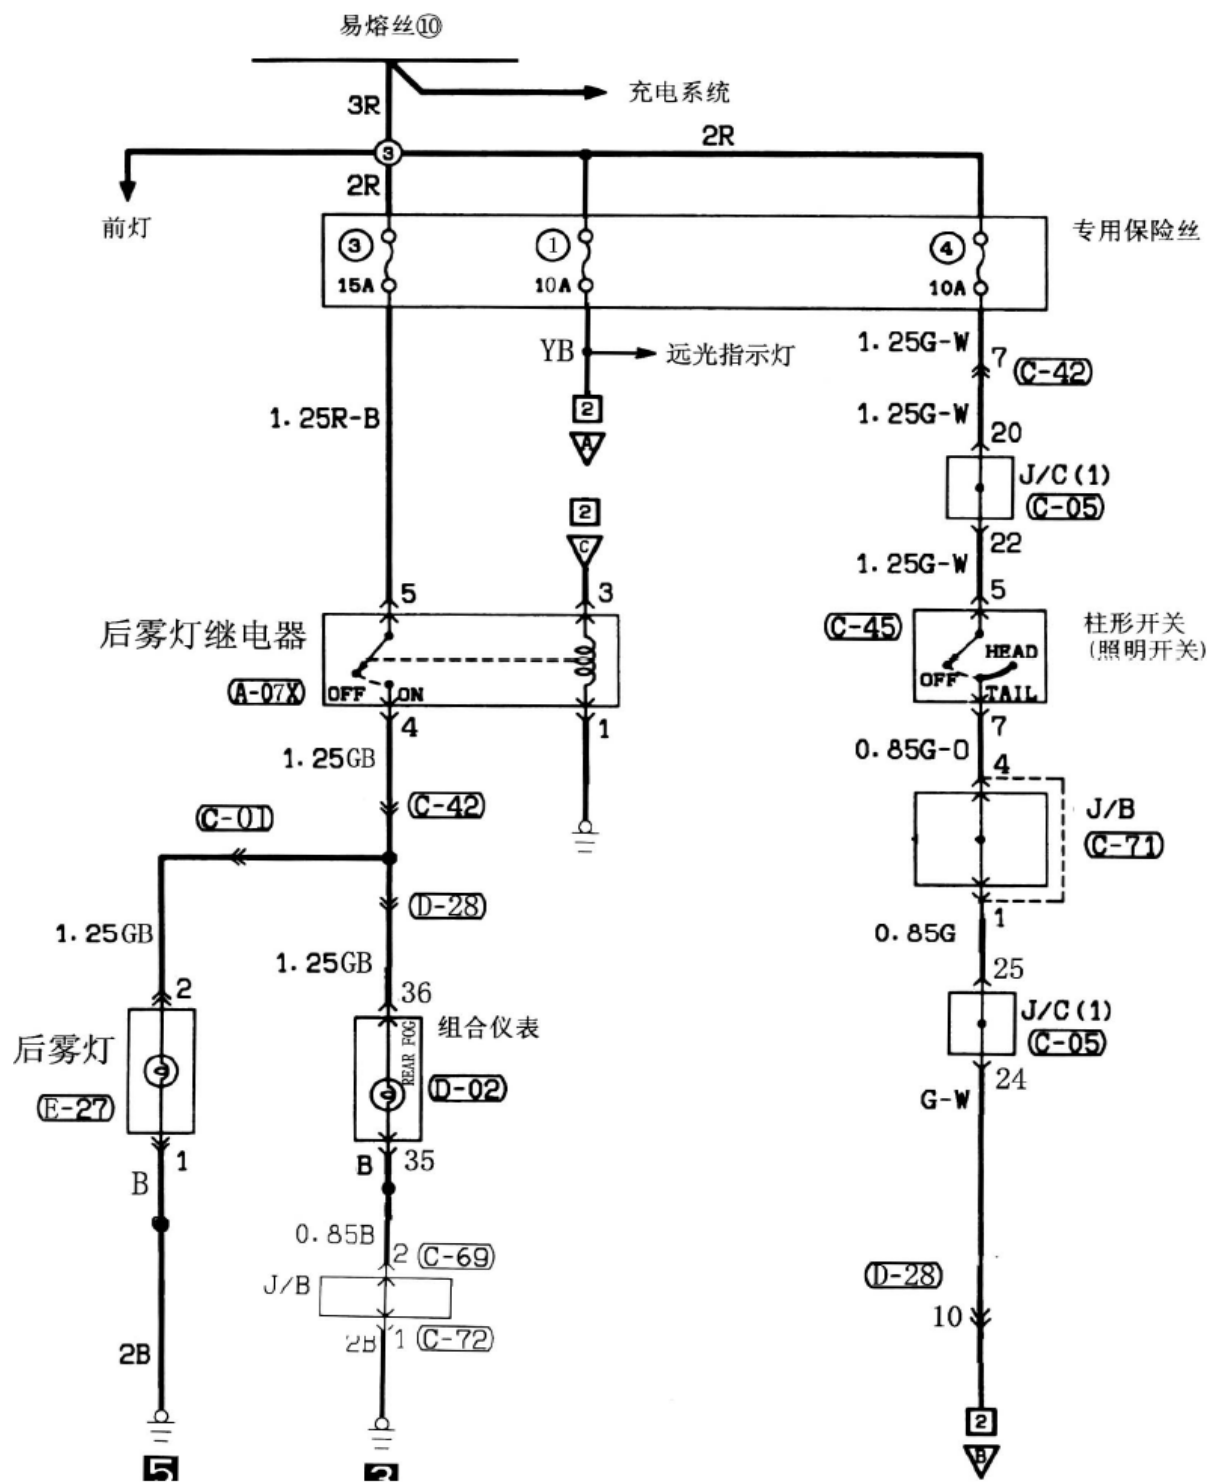 易熔丝⑩
充电系统
3R
2R
3
2R
前灯
专用保险丝
3
15A
1
10A
4
10A
YB
远光指示灯
1.25G-W
7
C-42
2
A
1.25R-B
1.25G-W
20
J/C(1)
C-05
2
C
22
1.25G-W
5
3
5
后雾灯继电器
A-07X
OFF
ON
C-45
OFF
HEAD
TAIL
柱形开关
(照明开关)
4
1
7
1.25GB
0.85G-O
4
C-01
C-42
J/B
C-71
D-28
1
1.25GB
0.85G
1.25GB
25
2
36
后雾灯
E-27
REAR FOG
组合仪表
D-02
J/C(1)
C-05
24
G-W
1
B
B
35
0.85B
2
C-69
J/B
D-28
10
2B
2B
1
C-72
2
B
5
3